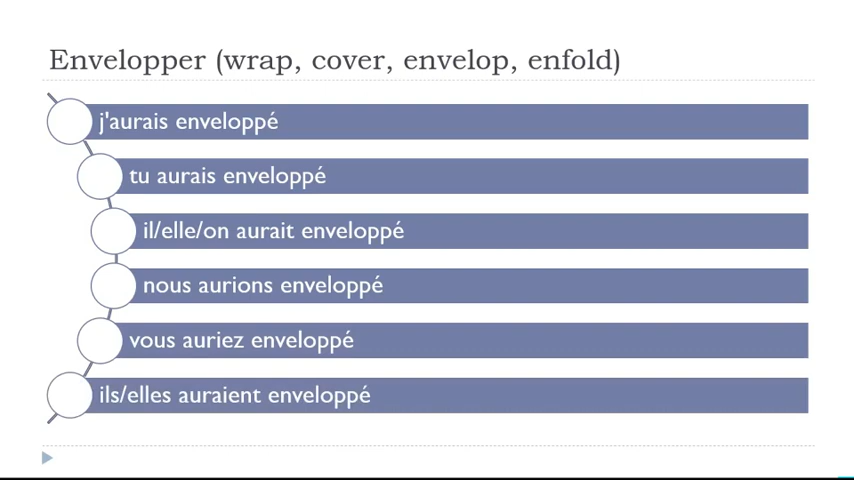 Envelopper (wrap, cover, envelop, enfold)
j'aurais enveloppé
tu aurais enveloppé
il/elle/on aurait enveloppé
nous aurions enveloppé
vous auriez enveloppé
ils/elles auraient enveloppé